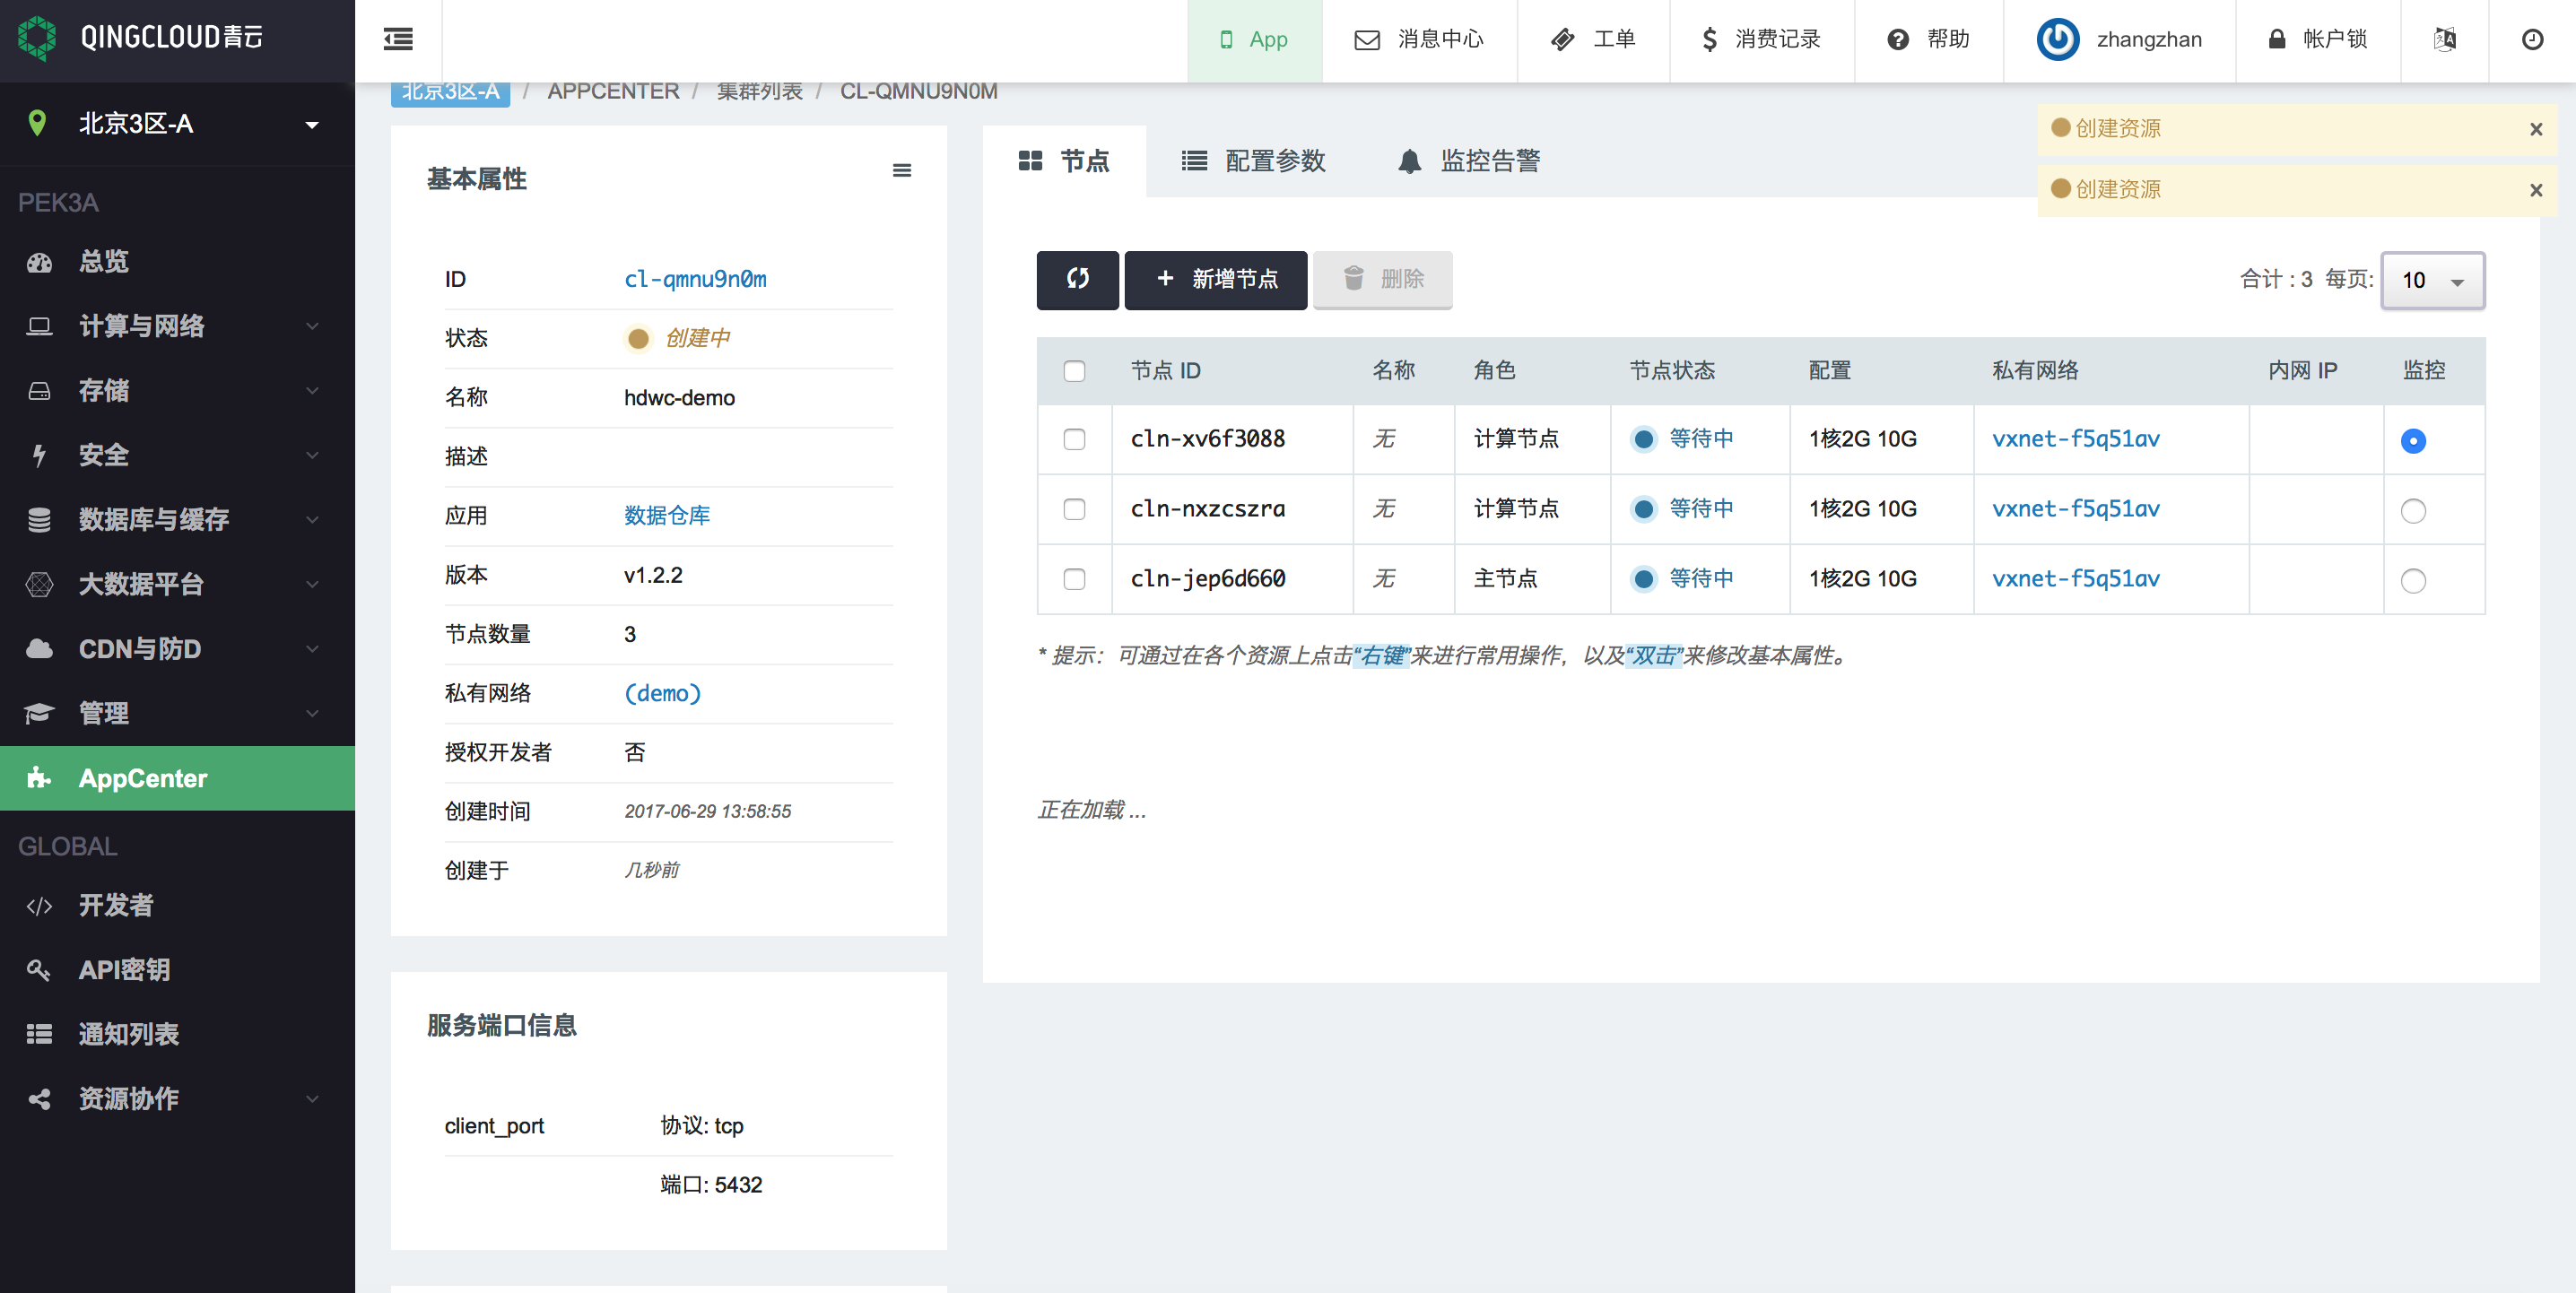 QINGCLOUD青云
App
消息中心
工单
消费记录
帮助
zhangzhan
帐户锁
北京3区-A
PEK3A
总览
计算与网络
存储
安全
数据库与缓存
大数据平台
CDN与防D
管理
AppCenter
GLOBAL
开发者
API密钥
通知列表
资源协作
北京3区-A / APPCENTER / 集群列表 / CL-QMNU9N0M
创建资源 ×
创建资源 ×
基本属性
ID cl-qmnu9n0m
状态 创建中
名称 hdwc-demo
描述
应用 数据仓库
版本 v1.2.2
节点数量 3
私有网络 (demo)
授权开发者 否
创建时间 2017-06-29 13:58:55
创建于 几秒前
服务端口信息
client_port 协议: tcp
端口: 5432
节点 配置参数 监控告警
+ 新增节点 删除 合计 : 3 每页: 10
节点 ID 名称 角色 节点状态 配置 私有网络 内网 IP 监控
cln-xv6f3088 无 计算节点 等待中 1核2G 10G vxnet-f5q51av
cln-nxzcszra 无 计算节点 等待中 1核2G 10G vxnet-f5q51av
cln-jep6d660 无 主节点 等待中 1核2G 10G vxnet-f5q51av
* 提示：可通过在各个资源上点击“右键”来进行常用操作，以及“双击”来修改基本属性。
正在加载 ...